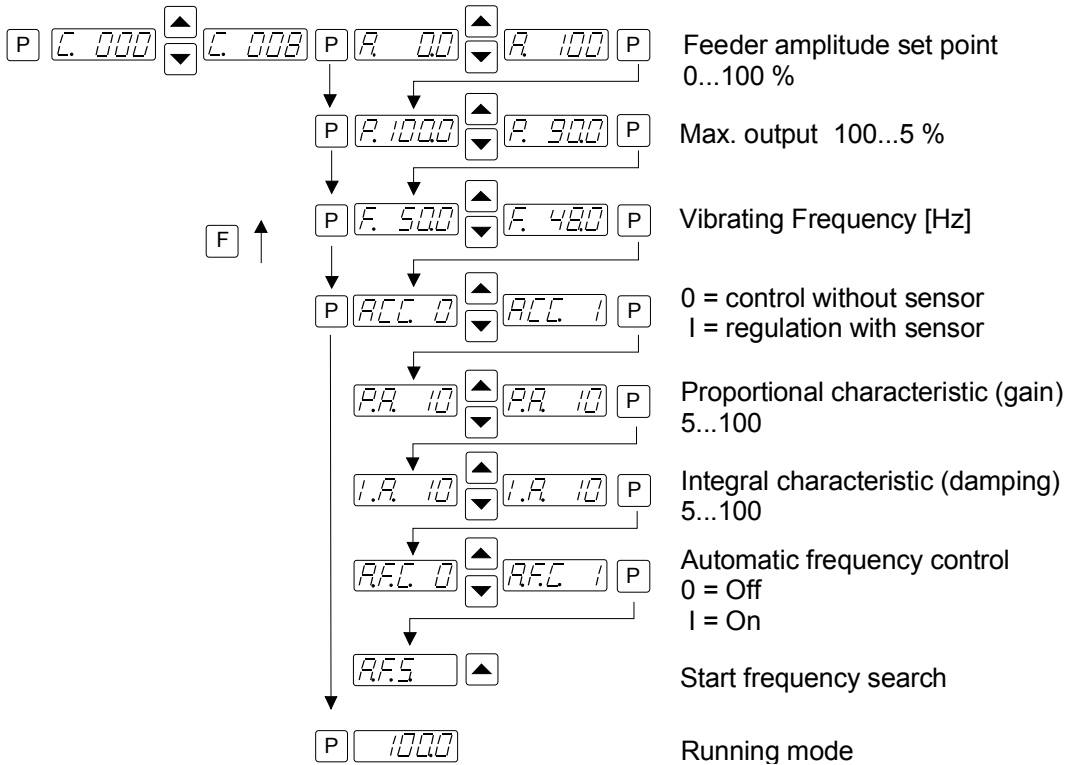 P C. 000 C. 008 P A. 0.0 A. 100 P Feeder amplitude set point
0...100 %
P P. 100.0 P. 90.0 P Max. output 100...5 %
P F. 50.0 F. 48.0 P Vibrating Frequency [Hz]
F
P ACC. 0 ACC. 1 P 0 = control without sensor
I = regulation with sensor
P.A. 10 P.A. 10 P Proportional characteristic (gain)
5...100
I.A. 10 I.A. 10 P Integral characteristic (damping)
5...100
A.F.C. 0 A.F.C. 1 P Automatic frequency control
0 = Off
I = On
A.F.S. Start frequency search
P 100.0 Running mode